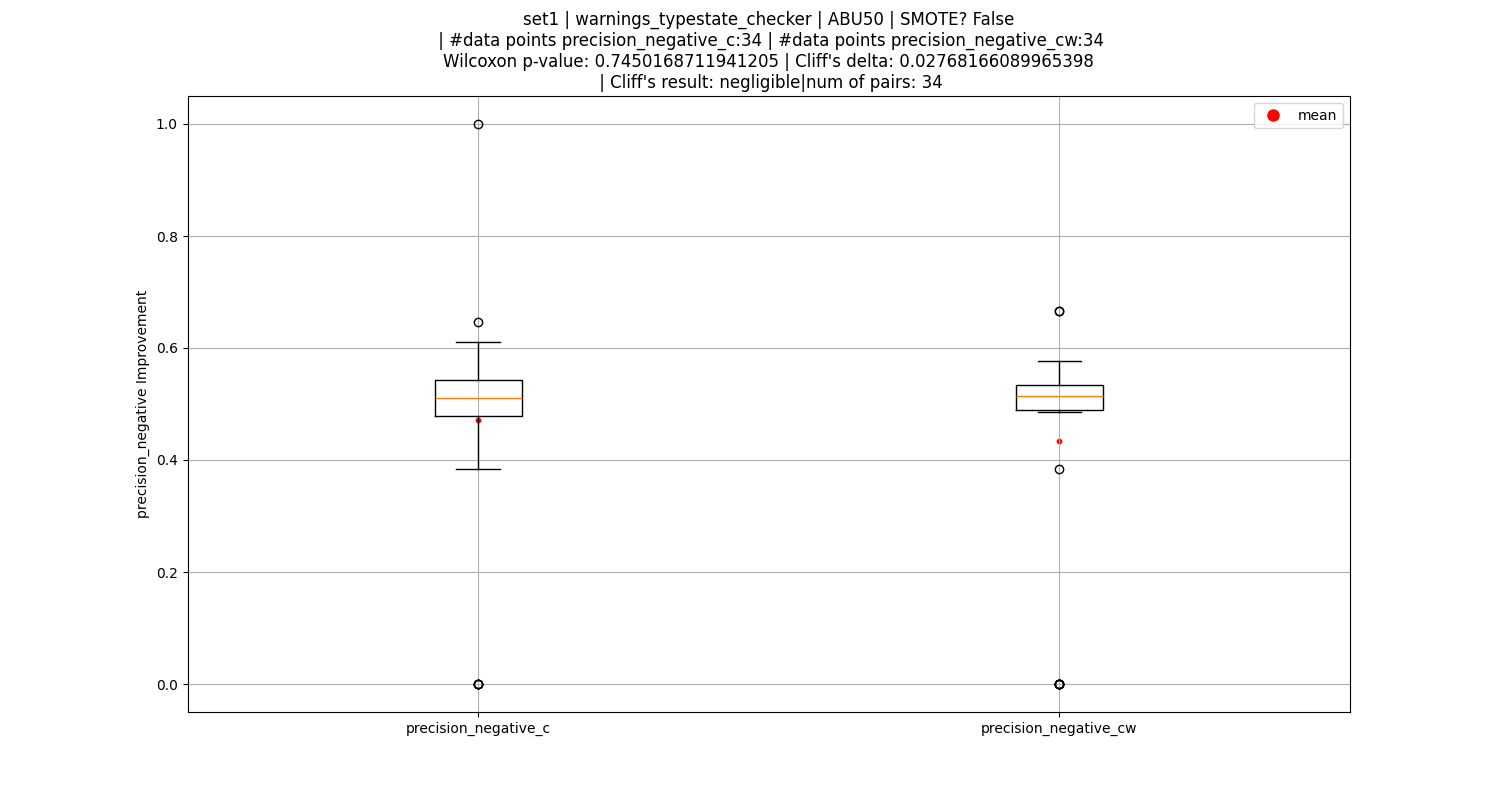 set1 | warnings_typestate_checker | ABU50 | SMOTE? False
| #data points precision_negative_c:34 | #data points precision_negative_cw:34
Wilcoxon p-value: 0.7450168711941205 | Cliff's delta: 0.02768166089965398
| Cliff's result: negligible|num of pairs: 34
mean
1.0
0.8
0.6
0.4
0.2
0.0
precision_negative Improvement
precision_negative_c
precision_negative_cw